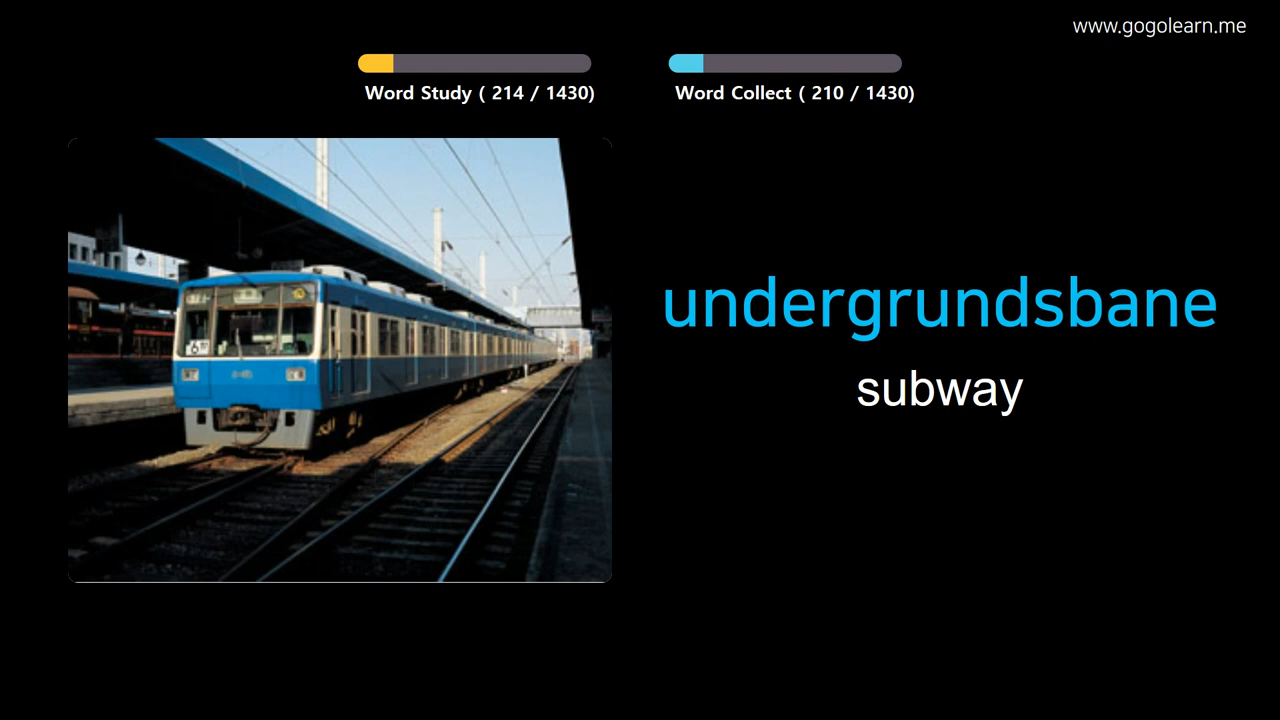 www.gogolearn.me
Word Study ( 214 / 1430)
Word Collect ( 210 / 1430)
undergrundsbane
subway